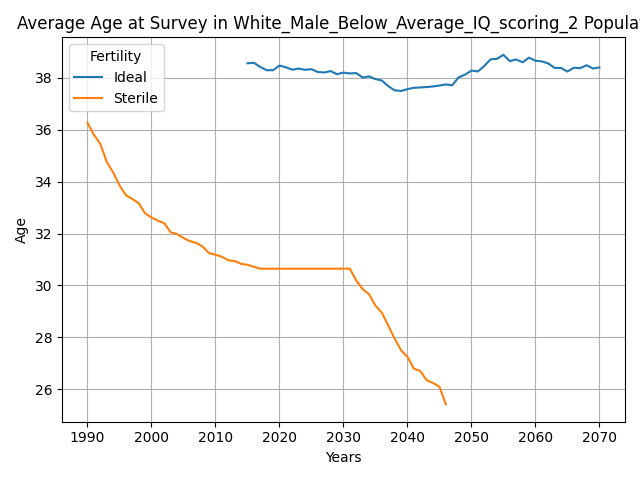 Average Age at Survey in White_Male_Below_Average_IQ_scoring_2 Popula
Fertility
Ideal
Sterile
38
36
34
32
30
28
26
Age
1990 2000 2010 2020 2030 2040 2050 2060 2070
Years